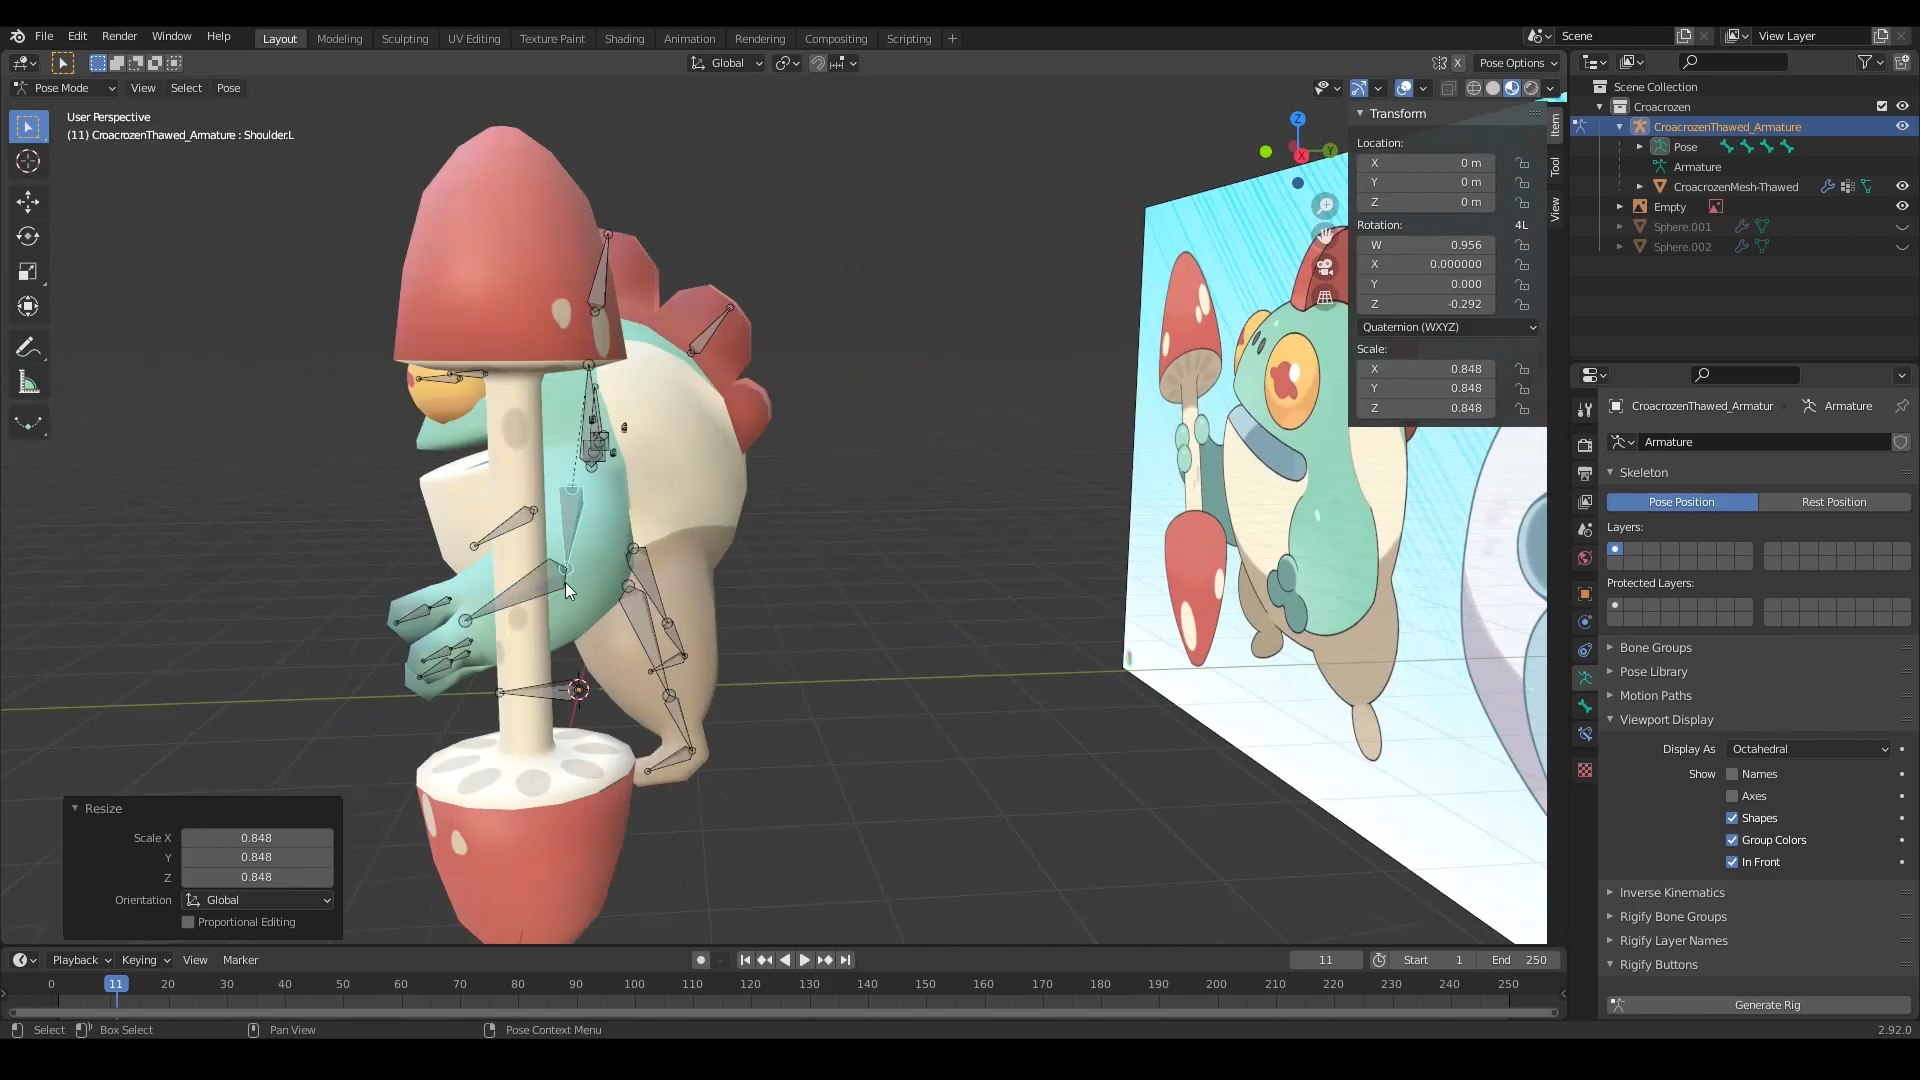 File Edit Render Window Help Layout Modeling Sculpting UV Editing Texture Paint Shading Animation Rendering Compositing Scripting + Scene View Layer
Global X Pose Options
Pose Mode View Select Pose
User Perspective
(11) CroacrozenThawed_Armature : Shoulder.L
Z
X
Y
Transform
Location:
X 0 m
Y 0 m
Z 0 m
Rotation: 4L
W 0.956
X 0.000000
Y 0.000
Z -0.292
Quaternion (WXYZ)
Scale:
X 0.848
Y 0.848
Z 0.848
Item
Tool
View
Scene Collection
Croacrozen
CroacrozenThawed_Armature
Pose
Armature
CroacrozenMesh-Thawed
Empty
Sphere.001
Sphere.002
CroacrozenThawed_Armatur Armature
Armature
Skeleton
Pose Position Rest Position
Layers:
Protected Layers:
Bone Groups
Pose Library
Motion Paths
Viewport Display
Display As Octahedral
Show Names
Axes
Shapes
Group Colors
In Front
Inverse Kinematics
Rigify Bone Groups
Rigify Layer Names
Rigify Buttons
Generate Rig
Resize
Scale X 0.848
Y 0.848
Z 0.848
Orientation Global
Proportional Editing
Playback Keying View Marker 11 Start 1 End 250
0 11 20 30 40 50 60 70 80 90 100 110 120 130 140 150 160 170 180 190 200 210 220 230 240 250
Select Box Select Pan View Pose Context Menu 2.92.0